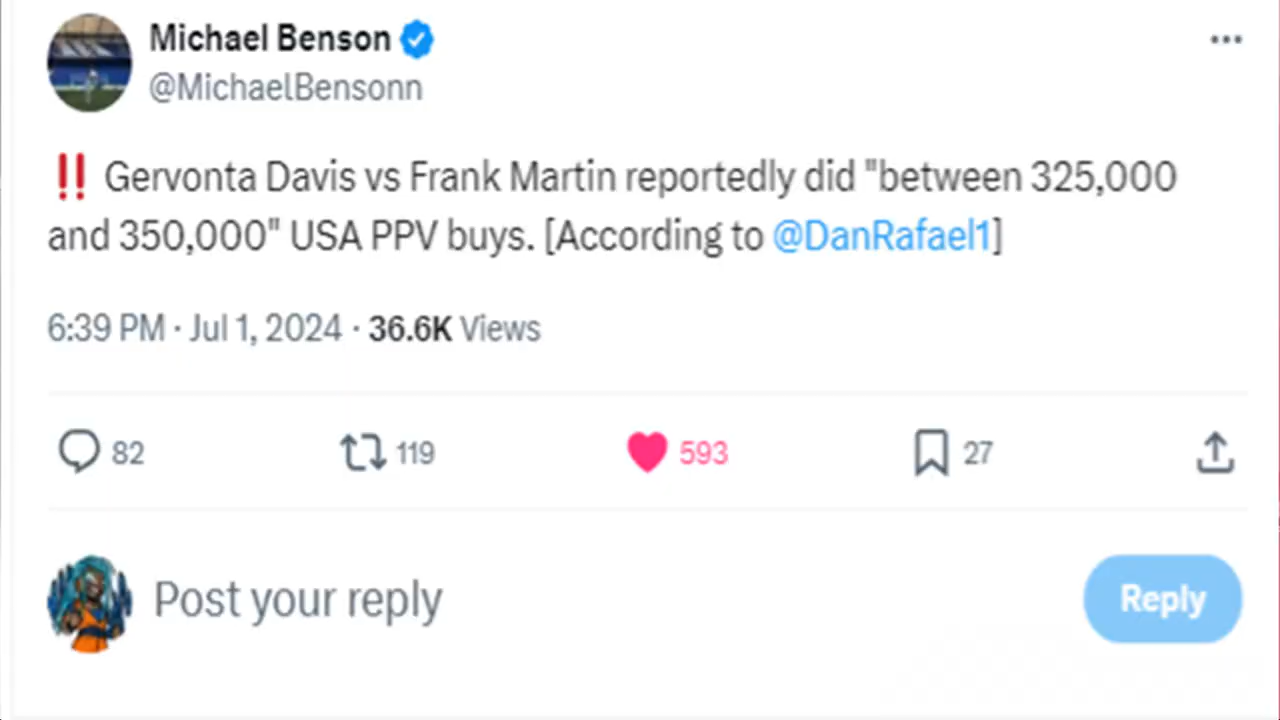 Michael Benson
@MichaelBensonn
‼️ Gervonta Davis vs Frank Martin reportedly did "between 325,000
and 350,000" USA PPV buys. [According to @DanRafael1]
6:39 PM · Jul 1, 2024 · 36.6K Views
82 119 593 27
Post your reply
Reply